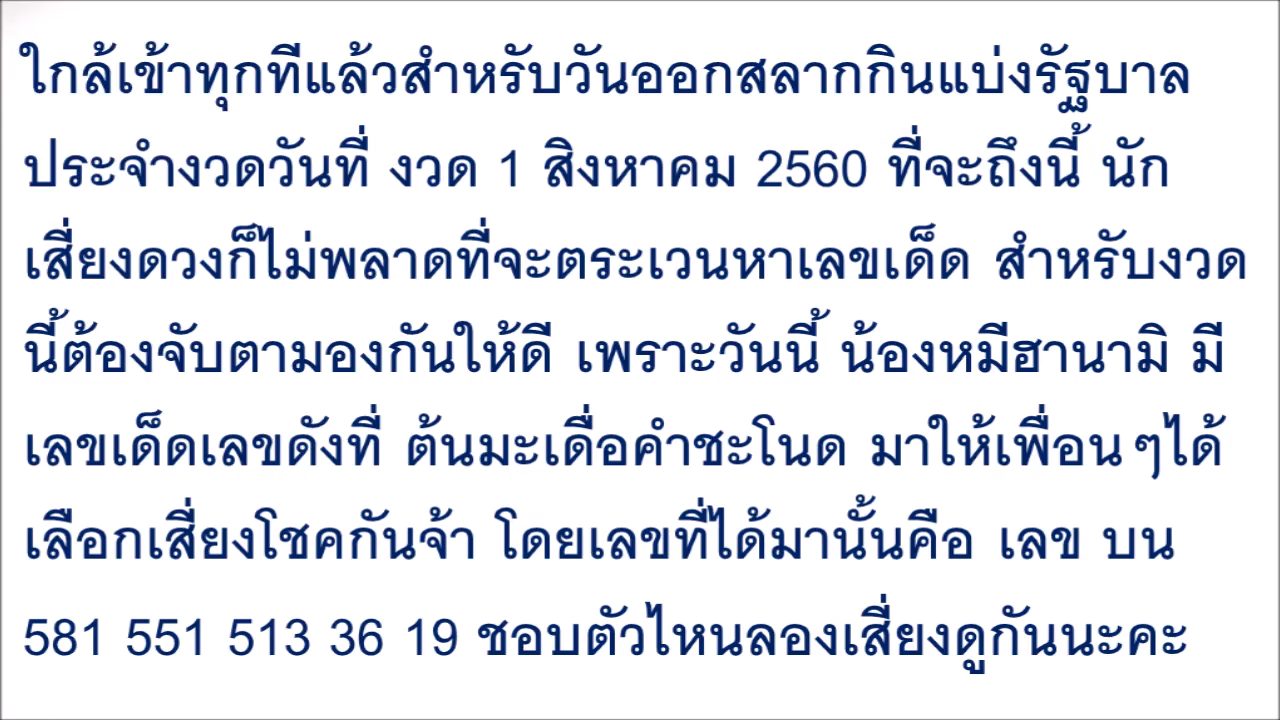 ใกล้เข้าทุกทีแล้วสำหรับวันออกสลากกินแบ่งรัฐบาล
ประจำงวดวันที่ งวด 1 สิงหาคม 2560 ที่จะถึงนี้ นัก
เสี่ยงดวงก็ไม่พลาดที่จะตระเวนหาเลขเด็ด สำหรับงวด
นี้ต้องจับตามองกันให้ดี เพราะวันนี้ น้องหมีฮานามิ มี
เลขเด็ดเลขดังที่ ต้นมะเดื่อคำชะโนด มาให้เพื่อนๆได้
เลือกเสี่ยงโชคกันจ้า โดยเลขที่ได้มานั้นคือ เลข บน
581 551 513 36 19 ชอบตัวไหนลองเสี่ยงดูกันนะคะ